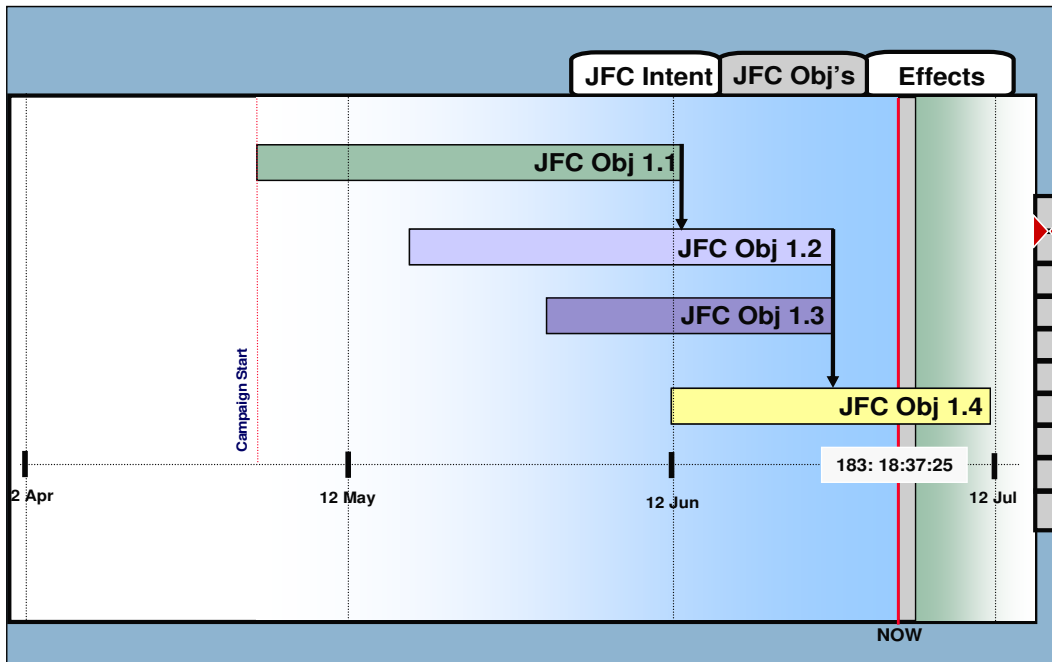 JFC Intent
JFC Obj's
Effects
JFC Obj 1.1
JFC Obj 1.2
JFC Obj 1.3
JFC Obj 1.4
Campaign Start
183: 18:37:25
2 Apr
12 May
12 Jun
12 Jul
NOW